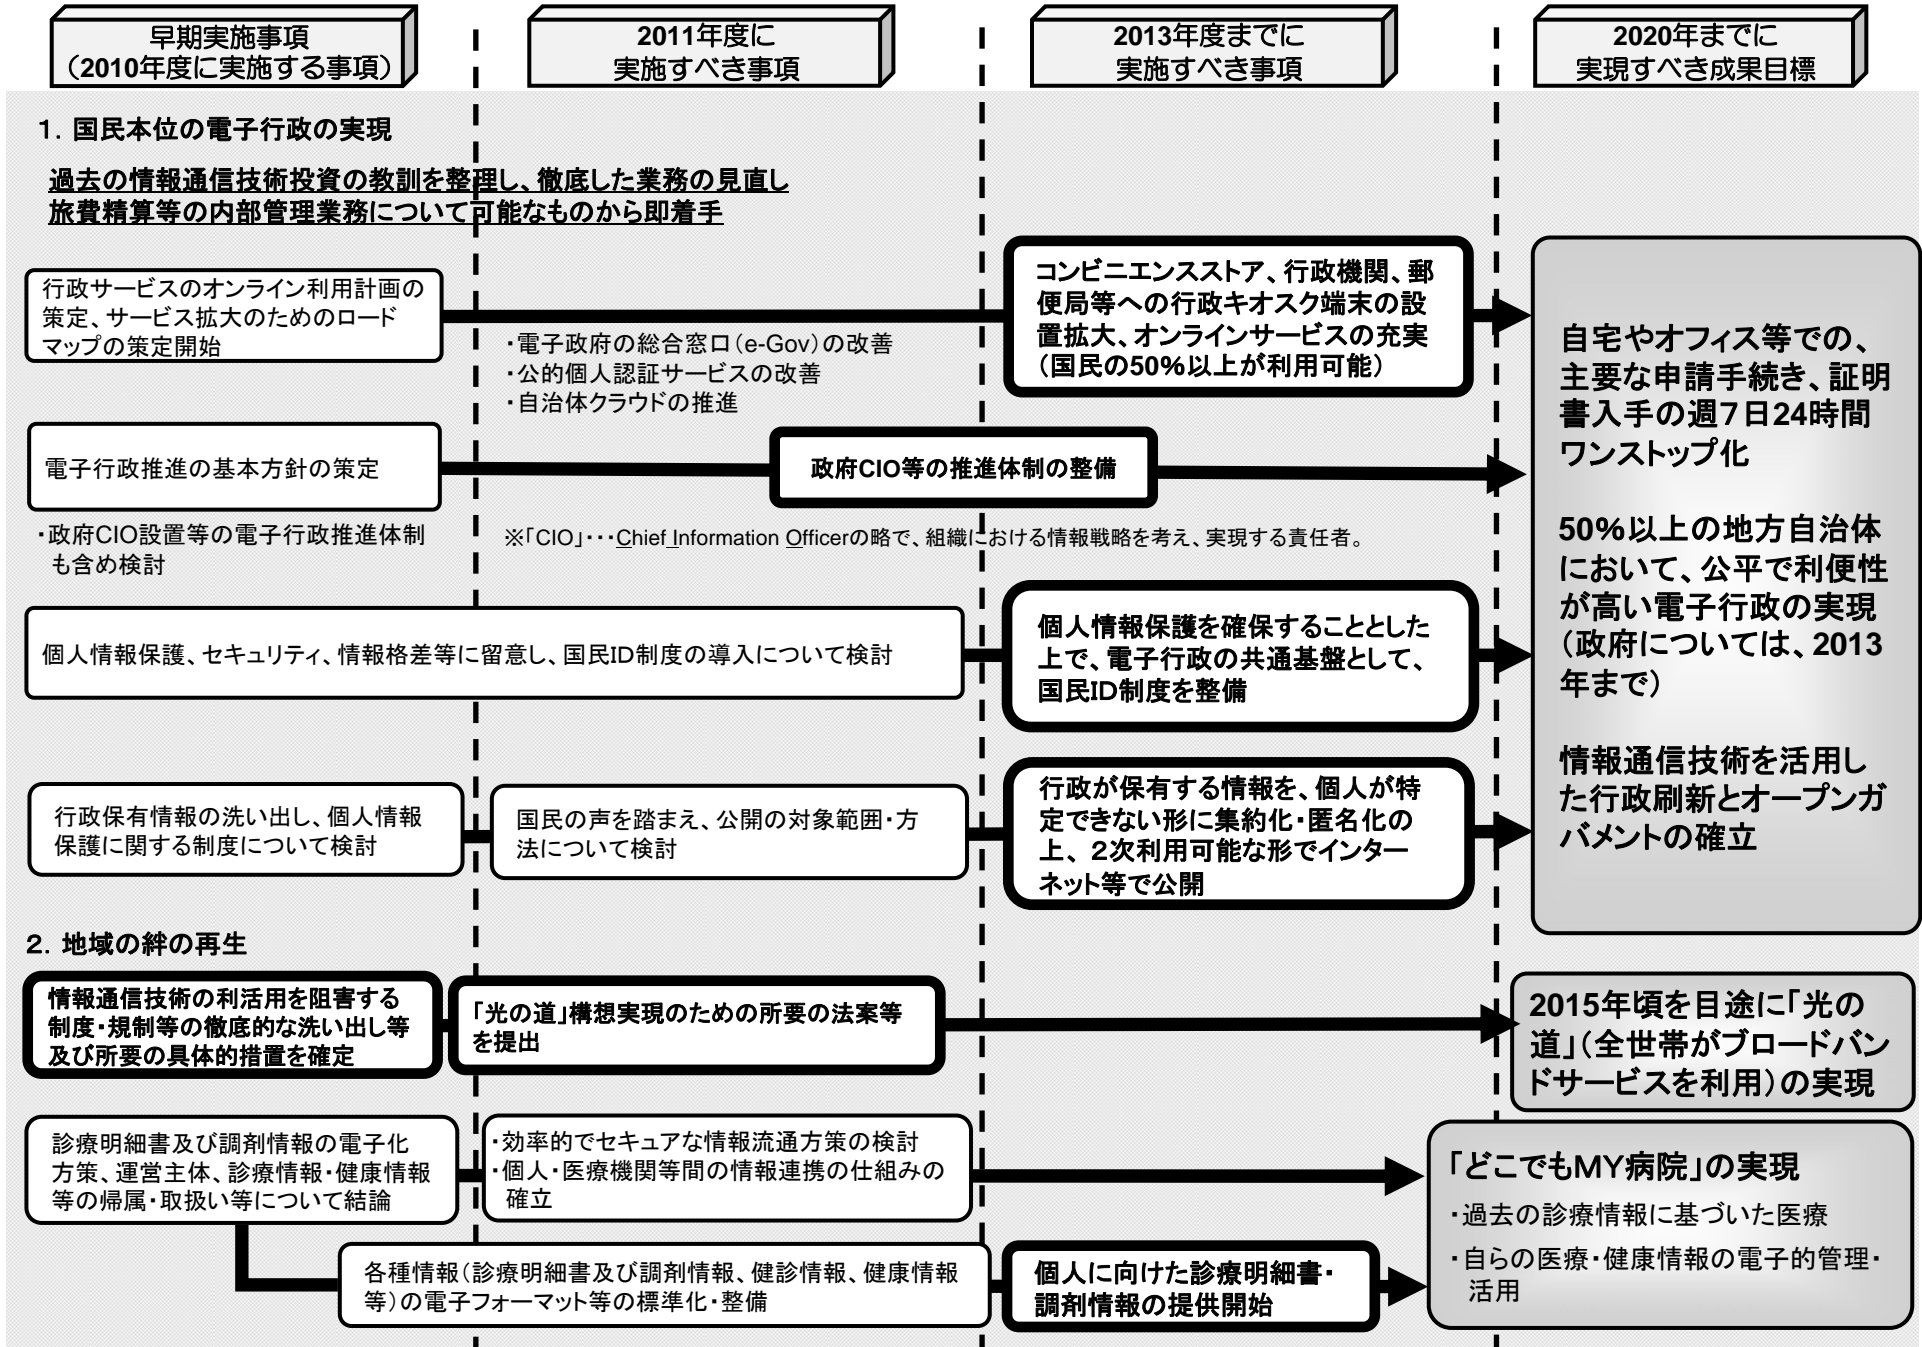 早期実施事項
（2010年度に実施する事項）
2011年度に
実施すべき事項
2013年度までに
実施すべき事項
2020年までに
実現すべき成果目標
１．国民本位の電子行政の実現
過去の情報通信技術投資の教訓を整理し、徹底した業務の見直し
旅費精算等の内部管理業務について可能なものから即着手
行政サービスのオンライン利用計画の
策定、サービス拡大のためのロード
マップの策定開始
・電子政府の総合窓口（e-Gov）の改善
・公的個人認証サービスの改善
・自治体クラウドの推進
コンビニエンスストア、行政機関、郵
便局等への行政キオスク端末の設
置拡大、オンラインサービスの充実
（国民の50％以上が利用可能）
電子行政推進の基本方針の策定
・政府CIO設置等の電子行政推進体制
も含め検討
政府CIO等の推進体制の整備
※「CIO」・・・Chief Information Officerの略で、組織における情報戦略を考え、実現する責任者。
個人情報保護、セキュリティ、情報格差等に留意し、国民ID制度の導入について検討
個人情報保護を確保することとした
上で、電子行政の共通基盤として、
国民ID制度を整備
行政保有情報の洗い出し、個人情報
保護に関する制度について検討
国民の声を踏まえ、公開の対象範囲・方
法について検討
行政が保有する情報を、個人が特
定できない形に集約化・匿名化の
上、２次利用可能な形でインター
ネット等で公開
自宅やオフィス等での、
主要な申請手続き、証明
書入手の週７日24時間
ワンストップ化
50％以上の地方自治体
において、公平で利便性
が高い電子行政の実現
（政府については、2013
年まで）
情報通信技術を活用し
た行政刷新とオープンガ
バメントの確立
２．地域の絆の再生
情報通信技術の利活用を阻害する
制度・規制等の徹底的な洗い出し等
及び所要の具体的措置を確定
「光の道」構想実現のための所要の法案等
を提出
2015年頃を目途に「光の
道」（全世帯がブロードバン
ドサービスを利用）の実現
診療明細書及び調剤情報の電子化
方策、運営主体、診療情報・健康情報
等の帰属・取扱い等について結論
・効率的でセキュアな情報流通方策の検討
・個人・医療機関等間の情報連携の仕組みの
確立
各種情報（診療明細書及び調剤情報、健診情報、健康情報
等）の電子フォーマット等の標準化・整備
個人に向けた診療明細書・
調剤情報の提供開始
「どこでもＭＹ病院」の実現
・過去の診療情報に基づいた医療
・自らの医療・健康情報の電子的管理・
活用